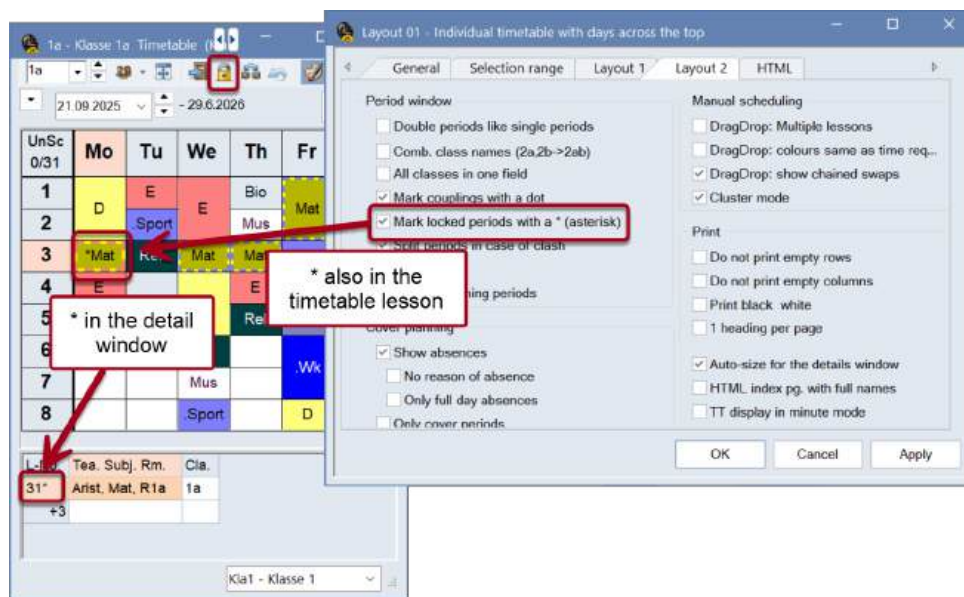 1a - Klasse 1a Timetable
1a
21.09.2025 - 29.6.2026
UnSc
0/31
Mo Tu We Th Fr
1 D E E Bio Mat
2 .Sport Mus
3 *Mat Mat
4 E E
5
6 .Wk
7 Mus
8 .Sport D
* in the detail
window
* also in the
timetable lesson
Tea. Subj. Rm. Cla.
31* Arist, Mat, R1a 1a
+3
Kla1 - Klasse 1
Layout 01 - Individual timetable with days across the top
General Selection range Layout 1 Layout 2 HTML
Period window
Double periods like single periods
Comb. class names (2a,2b->2ab)
All classes in one field
Mark couplings with a dot
Mark locked periods with a * (asterisk)
Split periods in case of clash
periods
Cover planning
Show absences
No reason of absence
Only full day absences
Only cover periods
Manual scheduling
DragDrop: Multiple lessons
DragDrop: colours same as time req...
DragDrop: show chained swaps
Cluster mode
Print
Do not print empty rows
Do not print empty columns
Print black white
1 heading per page
Auto-size for the details window
HTML index pg. with full names
TT display in minute mode
OK Cancel Apply